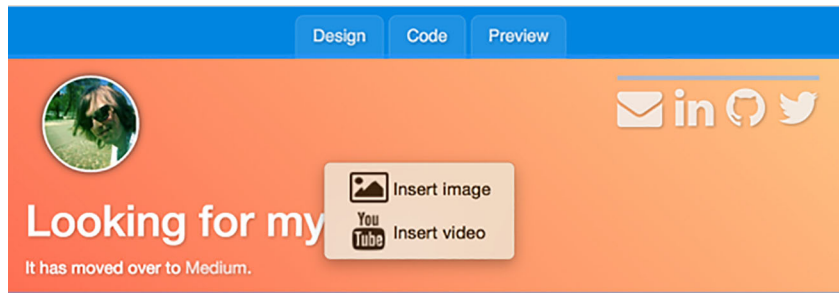 Design Code Preview
Insert image
Looking for my
You
Tube
Insert video
It has moved over to Medium.